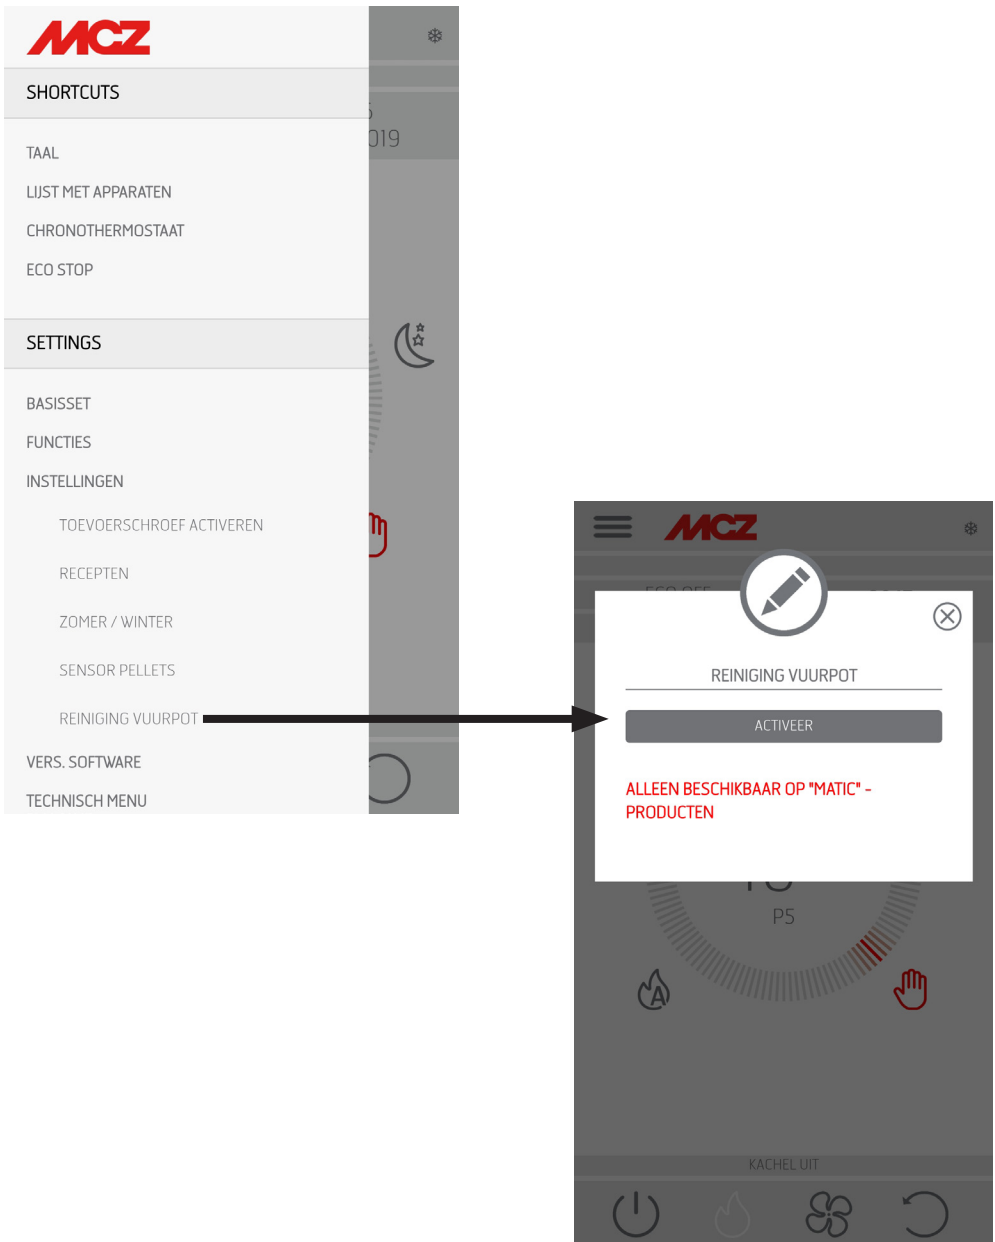 MCZ
SHORTCUTS
TAAL
LIJST MET APPARATEN
CHRONOTHERMOSTAAT
ECO STOP
SETTINGS
BASISSET
FUNCTIES
INSTELLINGEN
TOEVOERSCHROEF ACTIVEREN
RECEPTEN
ZOMER / WINTER
SENSOR PELLETS
REINIGING VUURPOT
VERS. SOFTWARE
TECHNISCH MENU
019
MCZ
REINIGING VUURPOT
ACTIVEER
ALLEEN BESCHIKBAAR OP "MATIC" -
PRODUCTEN
P5
A
KACHEL UIT